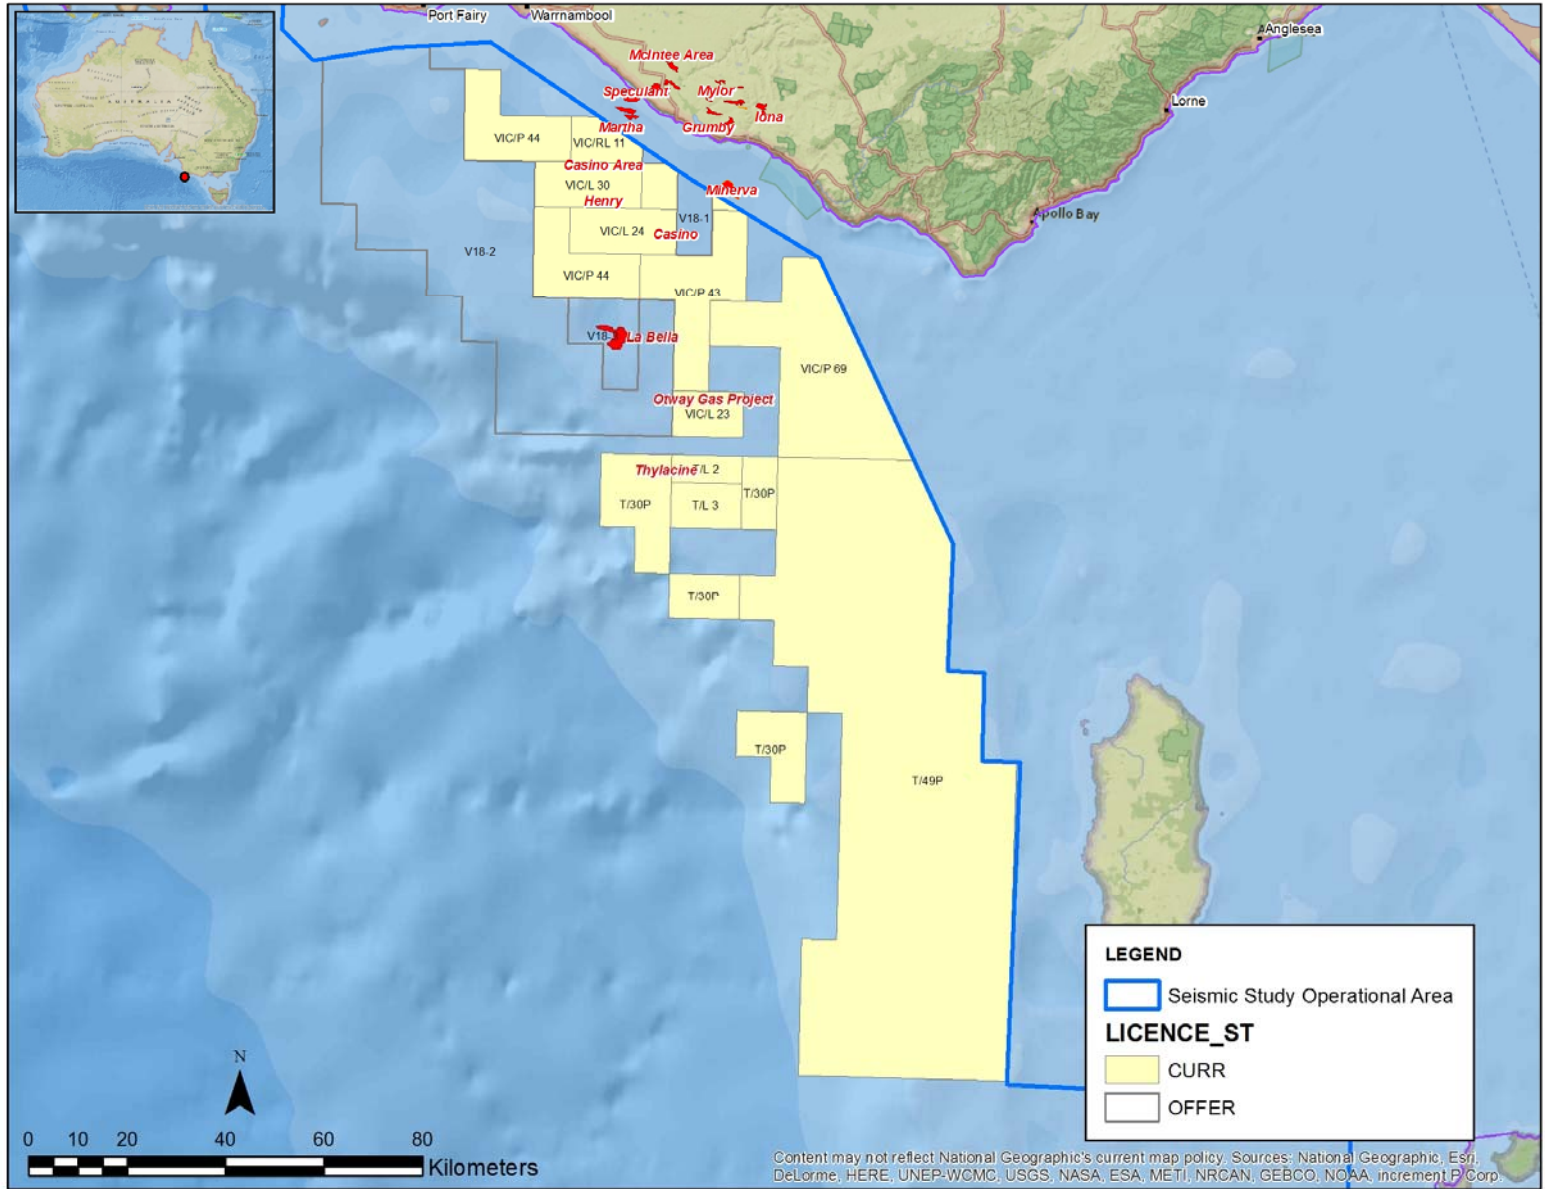 Port Fairy
Warrnambool
Anglesea
McIntee Area
Speculant
Mylor
Lorne
Iona
Martha
Grumby
VIC/P 44
VIC/RL 11
Casino Area
VIC/L 30
Minerva
Henry
V18-1
Apollo Bay
VIC/L 24
Casino
V18-2
VIC/P 44
VIC/P 43
V18-
La Bella
VIC/P 69
Otway Gas Project
VIC/L 23
Thylacine
/L 2
T/30P
T/30P
T/L 3
T/30P
T/30P
T/49P
AUSTRALIA
LEGEND
Seismic Study Operational Area
LICENCE_ST
CURR
OFFER
N
0 10 20 40 60 80
Kilometers
Content may not reflect National Geographic's current map policy. Sources: National Geographic, Esri,
DeLorme, HERE, UNEP-WCMC, USGS, NASA, ESA, METI, NRCAN, GEBCO, NOAA, increment P Corp.